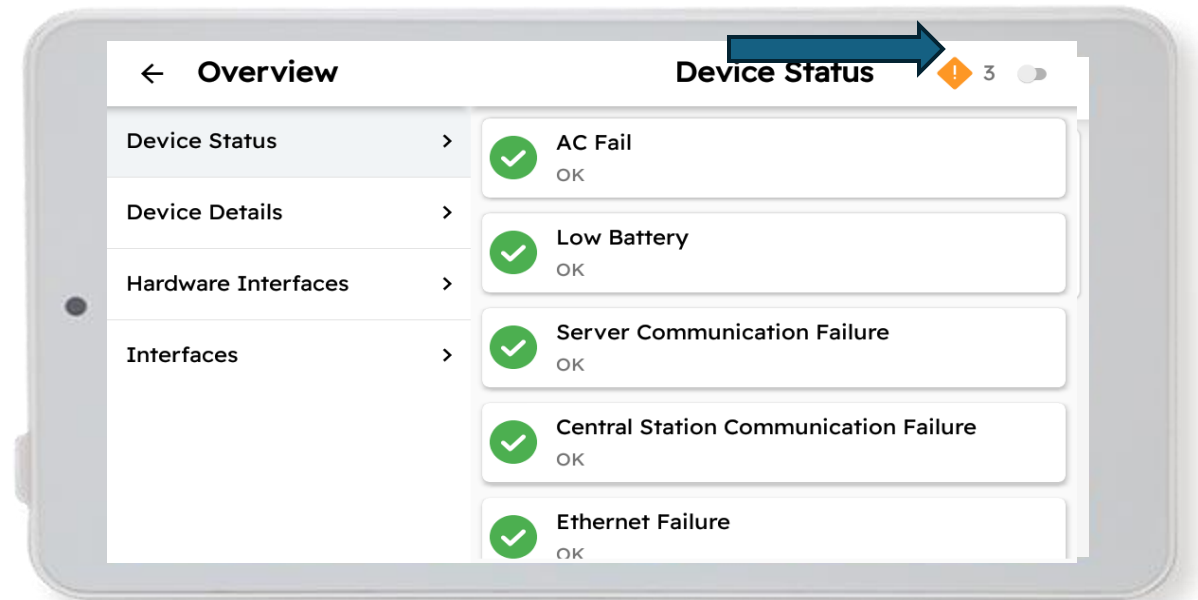 Overview
Device Status
3
Device Status
Device Details
Hardware Interfaces
Interfaces
AC Fail
OK
Low Battery
OK
Server Communication Failure
OK
Central Station Communication Failure
OK
Ethernet Failure
OK